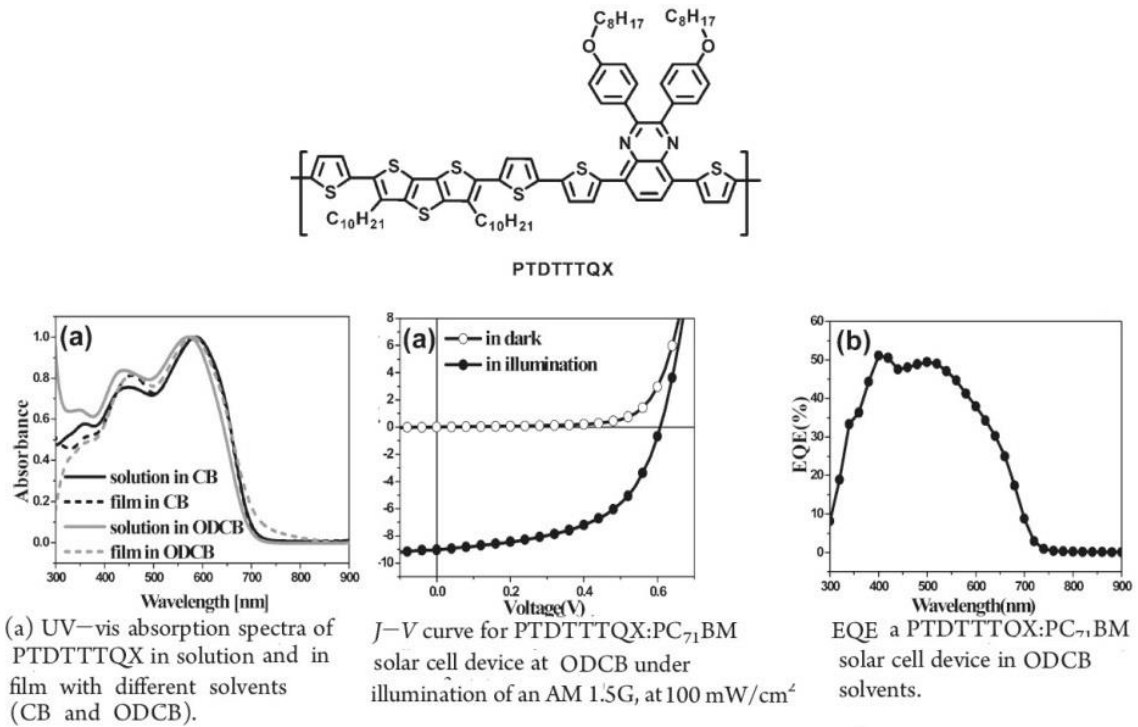 C8H17 C8H17
O O
N N
S S S S S S S
C10H21 C10H21
PTDTTTQX
(a)
1.0
0.8
0.6
0.4
0.2
0.0
Absorbance
solution in CB
film in CB
solution in ODCB
film in ODCB
300 400 500 600 700 800 900
Wavelength [nm]
(a) UV−vis absorption spectra of
PTDTTTQX in solution and in
film with different solvents
(CB and ODCB).
(a)
in dark
in illumination
8
6
4
2
0
-2
-4
-6
-8
-10
0.0 0.2 0.4 0.6
Voltage(V)
J−V curve for PTDTTTQX:PC71BM
solar cell device at ODCB under
illumination of an AM 1.5G, at 100 mW/cm2
(b)
60
50
40
30
20
10
0
EQE(%)
300 400 500 600 700 800 900
Wavelength(nm)
EQE a PTDTTTOX:PC71BM
solar cell device in ODCB
solvents.